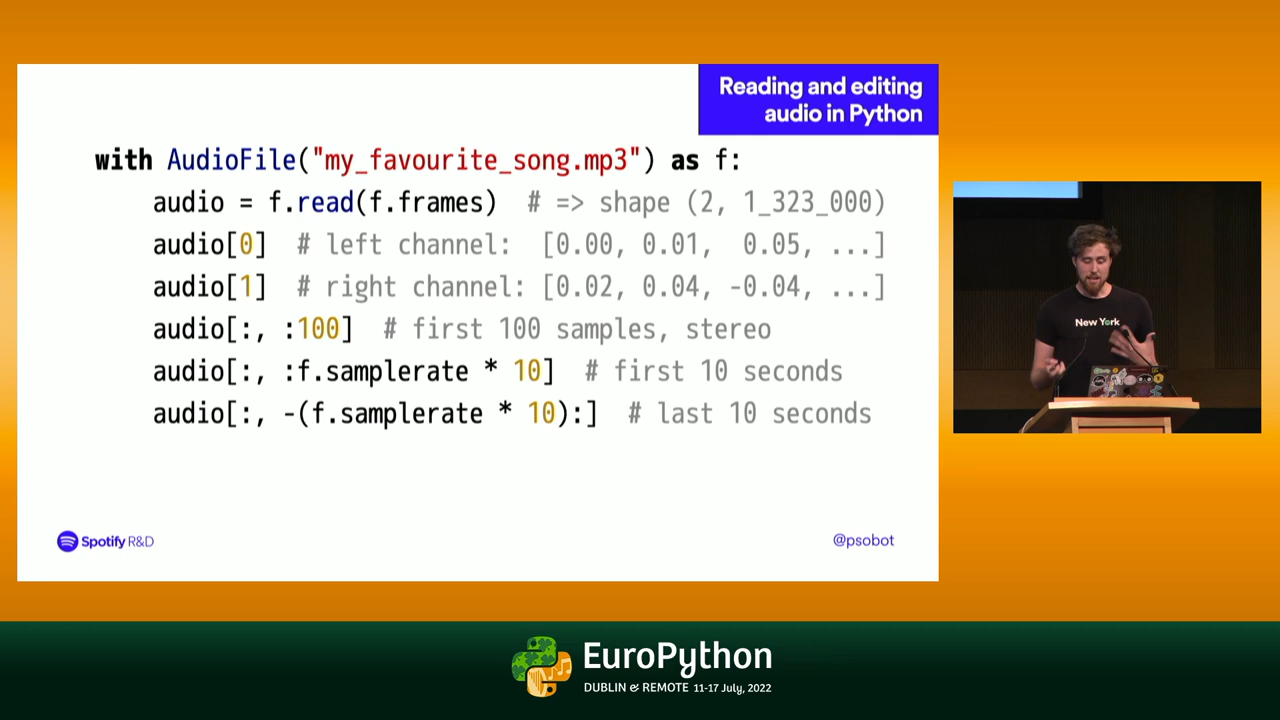 Reading and editing
audio in Python
with AudioFile("my_favourite_song.mp3") as f:
audio = f.read(f.frames)  # => shape (2, 1_323_000)
audio[0]  # left channel:  [0.00, 0.01,  0.05, ...]
audio[1]  # right channel: [0.02, 0.04, -0.04, ...]
audio[:, :100]  # first 100 samples, stereo
audio[:, :f.samplerate * 10]  # first 10 seconds
audio[:, -(f.samplerate * 10):]  # last 10 seconds
Spotify R&D
@psobot
New York
EuroPython
DUBLIN & REMOTE 11-17 July, 2022